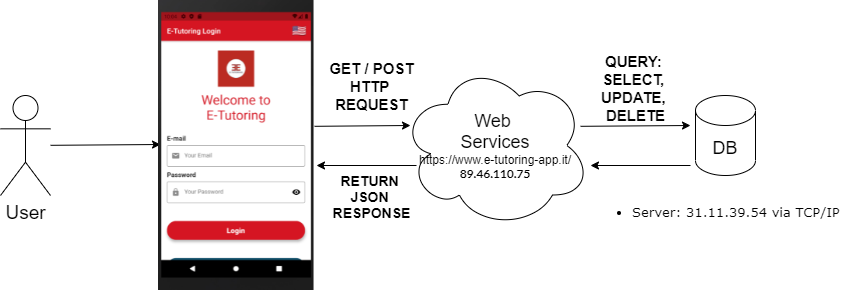 E-Tutoring Login
Welcome to
E-Tutoring
E-mail
Your Email
Password
Your Password
Login
User
GET / POST
HTTP
REQUEST
RETURN
JSON
RESPONSE
Web
Services
https://www.e-tutoring-app.it/
89.46.110.75
QUERY:
SELECT,
UPDATE,
DELETE
DB
• Server: 31.11.39.54 via TCP/IP